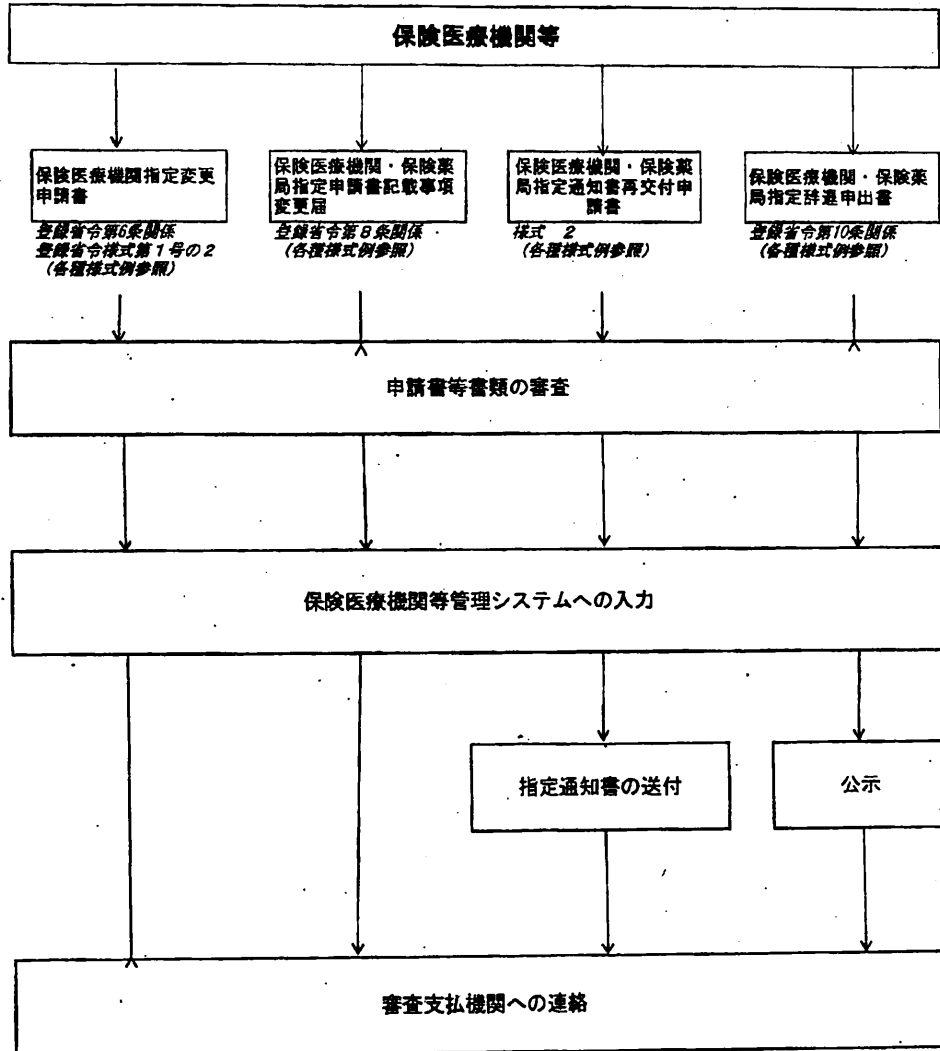 保険医療機関等
保険医療機関指定変更
申請書
登録省令第6条関係
登録省令様式第1号の2
(各種様式例参照)
保険医療機関・保険薬
局指定申請書記載事項
変更届
登録省令第8条関係
(各種様式例参照)
保険医療機関・保険薬
局指定通知書再交付申
請書
様式 2
(各種様式例参照)
保険医療機関・保険薬
局指定辞退申出書
登録省令第10条関係
(各種様式例参照)
申請書等書類の審査
保険医療機関等管理システムへの入力
指定通知書の送付
公示
審査支払機関への連絡